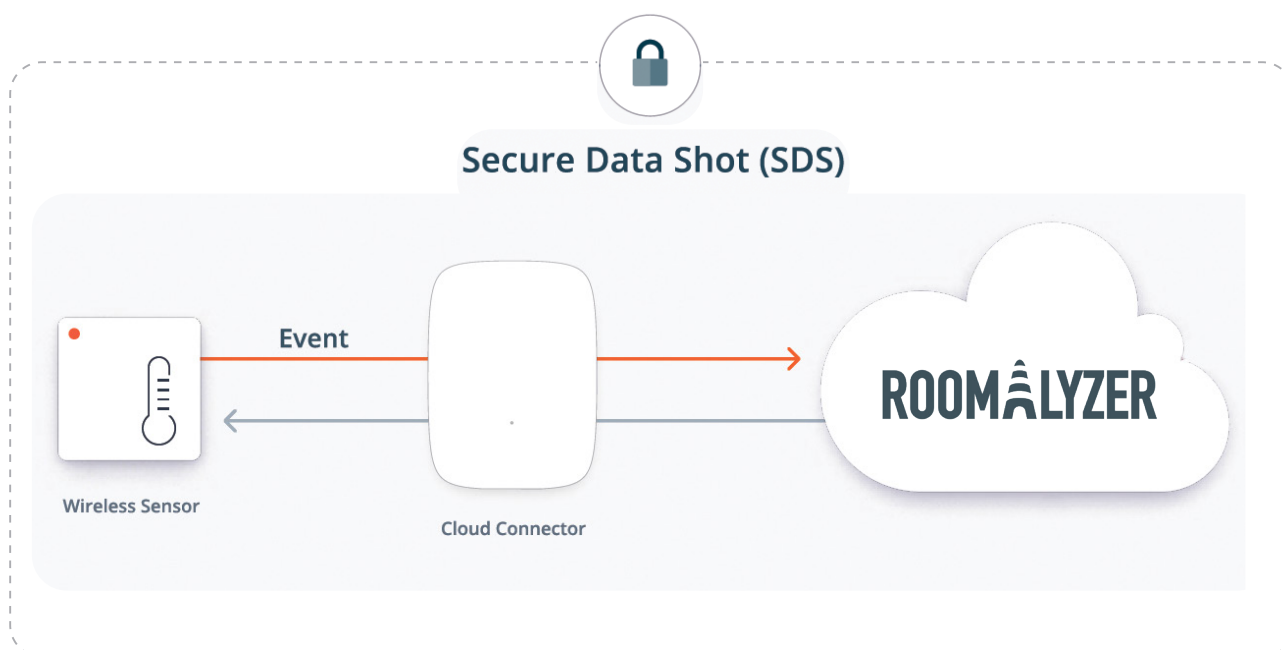 Secure Data Shot (SDS)
Event
ROOMALYZER
Wireless Sensor
Cloud Connector